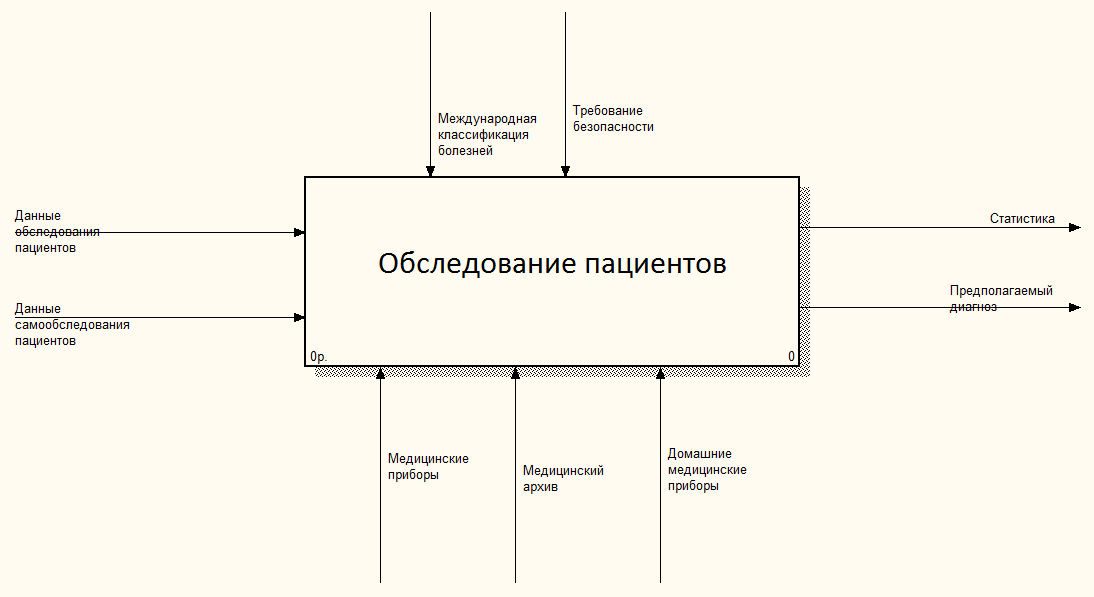 Международная
классификация
болезней
Требование
безопасности
Данные
обследования
пациентов
Данные
самообследования
пациентов
Обследование пациентов
0р.
0
Статистика
Предполагаемый
диагноз
Медицинские
приборы
Медицинский
архив
Домашние
медицинские
приборы